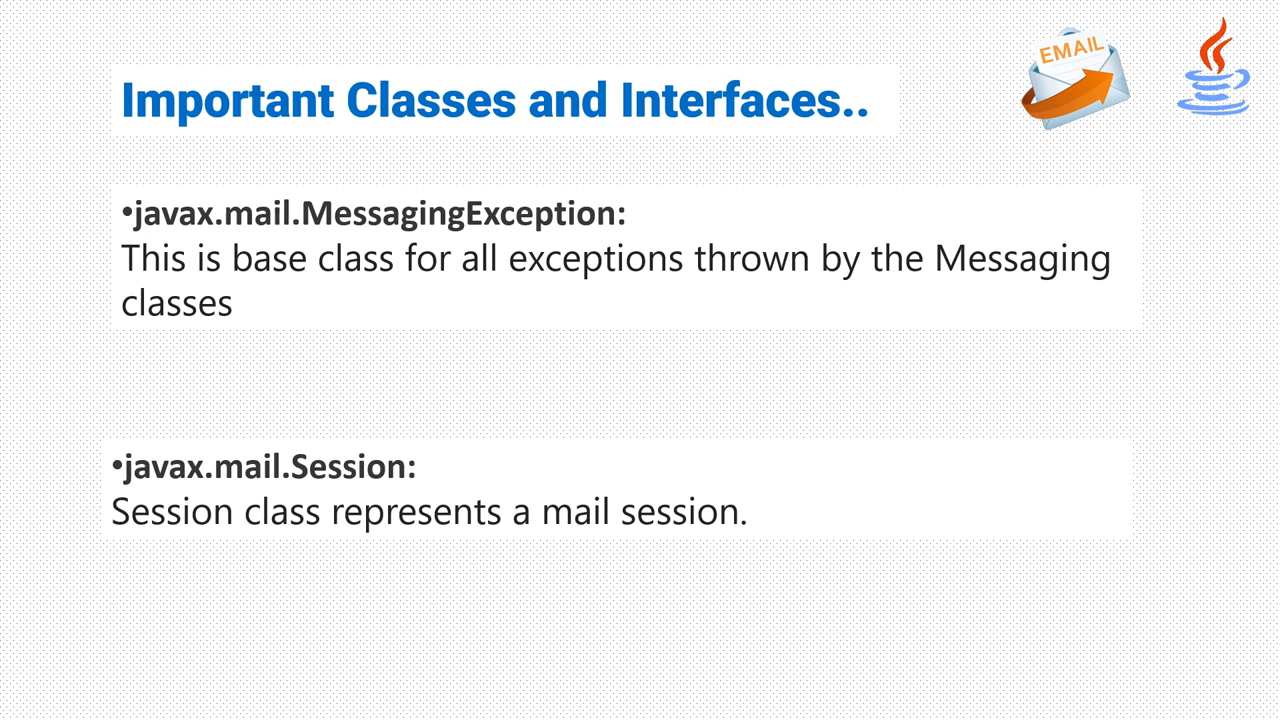 EMAIL
Important Classes and Interfaces..
•javax.mail.MessagingException:
This is base class for all exceptions thrown by the Messaging
classes
•javax.mail.Session:
Session class represents a mail session.